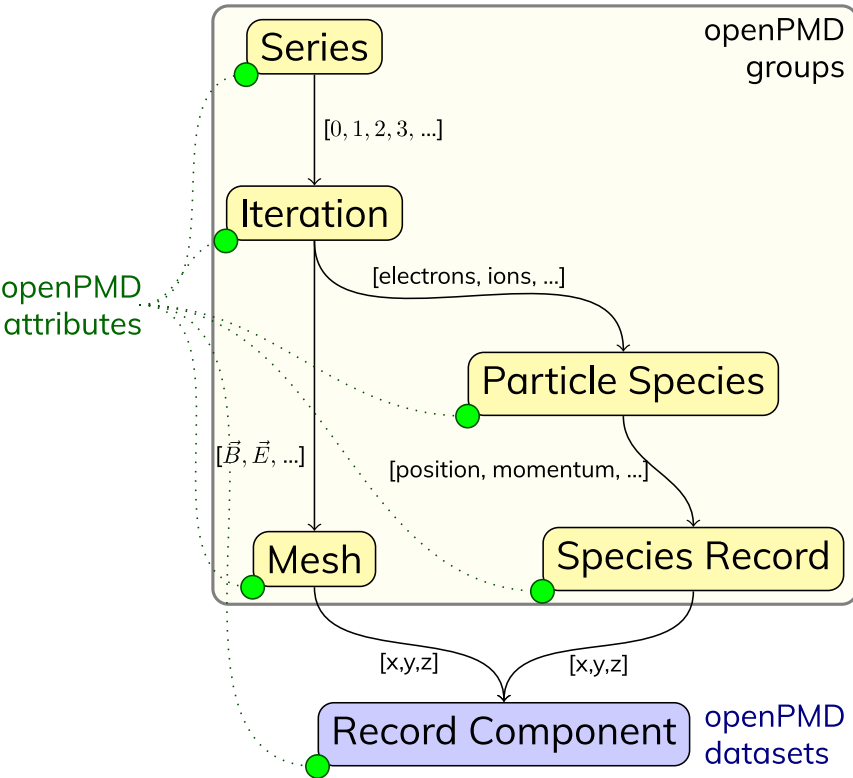 Series
openPMD
groups
[0, 1, 2, 3, ...]
Iteration
[electrons, ions, ...]
openPMD
attributes
Particle Species
[B⃗, E⃗, ...]
[position, momentum, ...]
Mesh
Species Record
[x,y,z]
[x,y,z]
Record Component
openPMD
datasets